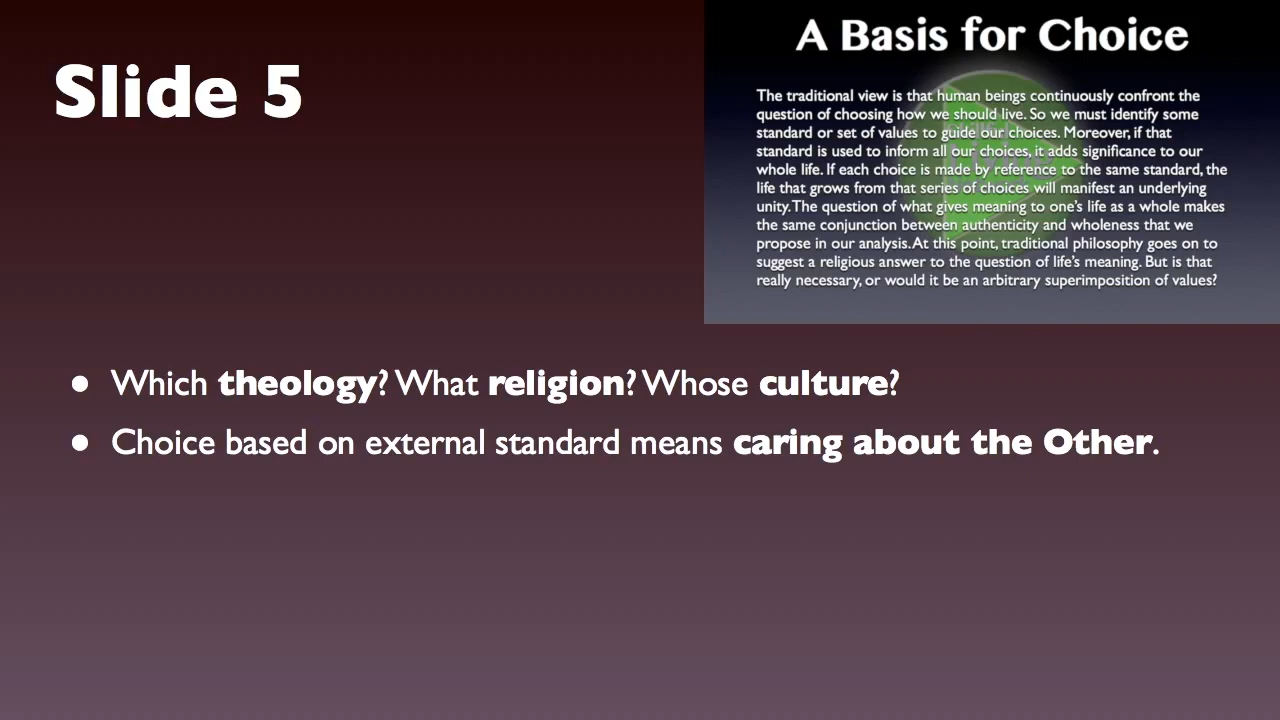 Slide 5
A Basis for Choice
The traditional view is that human beings continuously confront the
question of choosing how we should live. So we must identify some
standard or set of values to guide our choices. Moreover, if that
standard is used to inform all our choices, it adds significance to our
whole life. If each choice is made by reference to the same standard, the
life that grows from that series of choices will manifest an underlying
unity. The question of what gives meaning to one's life as a whole makes
the same conjunction between authenticity and wholeness that we
propose in our analysis. At this point, traditional philosophy goes on to
suggest a religious answer to the question of life's meaning. But is that
really necessary, or would it be an arbitrary superimposition of values?
● Which theology? What religion? Whose culture?
● Choice based on external standard means caring about the Other.